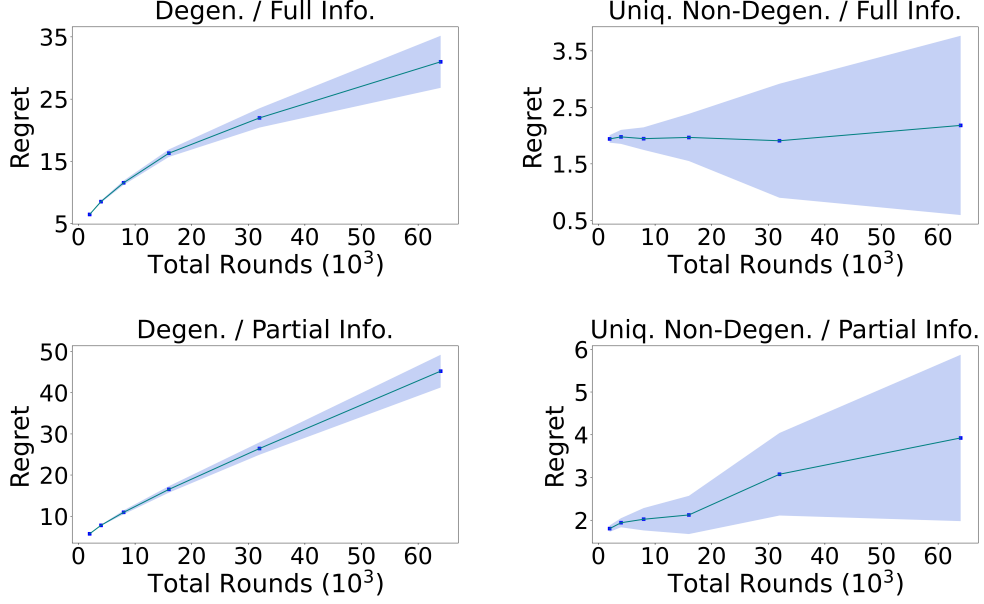 Degen. / Full Info.
Regret
35
25
15
5
0 10 20 30 40 50 60
Total Rounds (10³)
Uniq. Non-Degen. / Full Info.
Regret
3.5
2.5
1.5
0.5
0 10 20 30 40 50 60
Total Rounds (10³)
Degen. / Partial Info.
Regret
50
40
30
20
10
0 10 20 30 40 50 60
Total Rounds (10³)
Uniq. Non-Degen. / Partial Info.
Regret
6
5
4
3
2
0 10 20 30 40 50 60
Total Rounds (10³)